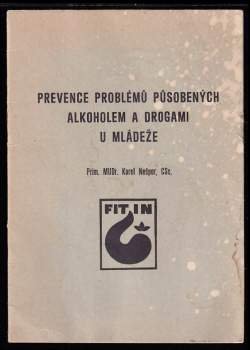 PREVENCE PROBLÉMŮ PŮSOBENÝCH
ALKOHOLEM A DROGAMI
U MLÁDEŽE
Prim. MUDr. Karel Nešpor, CSc.
FIT IN